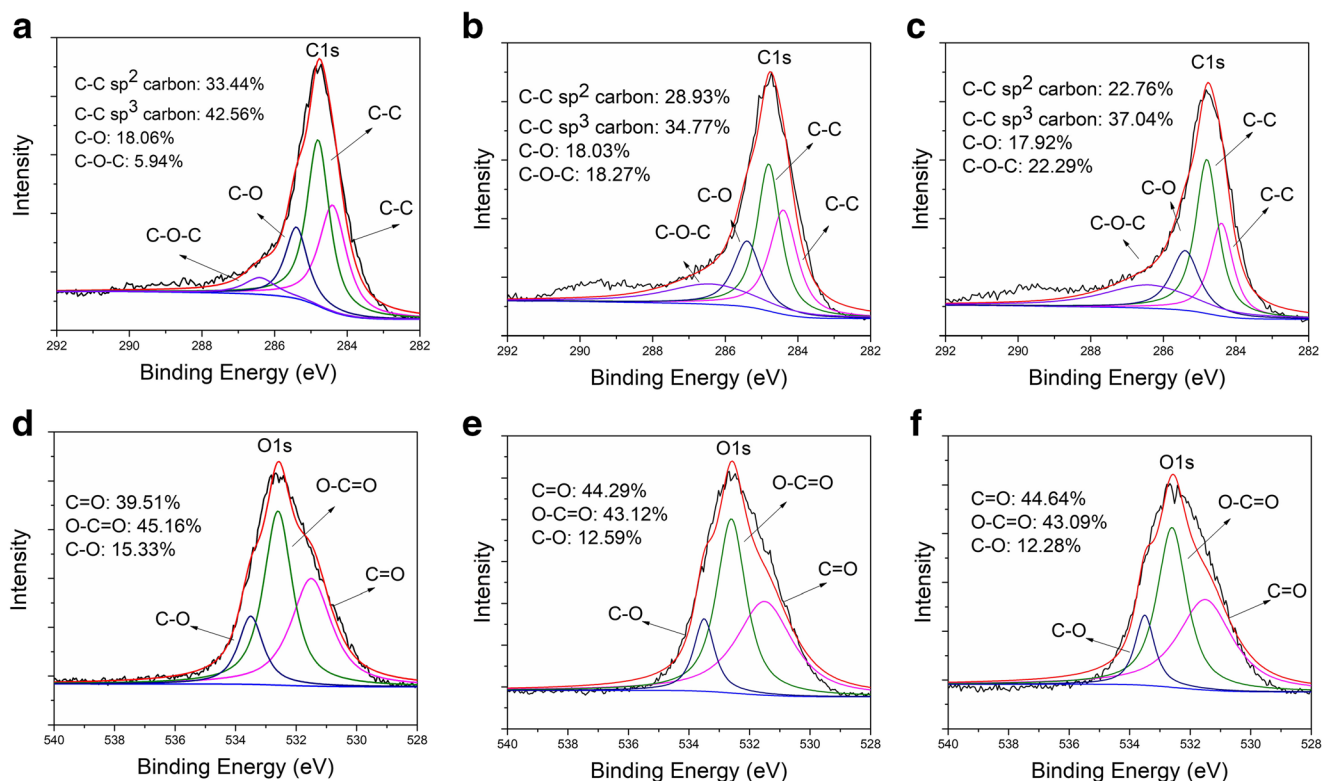 a
C1s
C-C sp2 carbon: 33.44%
C-C sp3 carbon: 42.56%
C-O: 18.06%
C-O-C: 5.94%
C-C
C-O
C-C
C-O-C
Intensity
292 290 288 286 284 282
Binding Energy (eV)
b
C1s
C-C sp2 carbon: 28.93%
C-C sp3 carbon: 34.77%
C-O: 18.03%
C-O-C: 18.27%
C-C
C-O
C-C
C-O-C
Intensity
292 290 288 286 284 282
Binding Energy (eV)
c
C1s
C-C sp2 carbon: 22.76%
C-C sp3 carbon: 37.04%
C-O: 17.92%
C-O-C: 22.29%
C-C
C-O
C-C
C-O-C
Intensity
292 290 288 286 284 282
Binding Energy (eV)
d
O1s
C=O: 39.51%
O-C=O: 45.16%
C-O: 15.33%
O-C=O
C=O
C-O
Intensity
540 538 536 534 532 530 528
Binding Energy (eV)
e
O1s
C=O: 44.29%
O-C=O: 43.12%
C-O: 12.59%
O-C=O
C=O
C-O
Intensity
540 538 536 534 532 530 528
Binding Energy (eV)
f
O1s
C=O: 44.64%
O-C=O: 43.09%
C-O: 12.28%
O-C=O
C=O
C-O
Intensity
540 538 536 534 532 530 528
Binding Energy (eV)